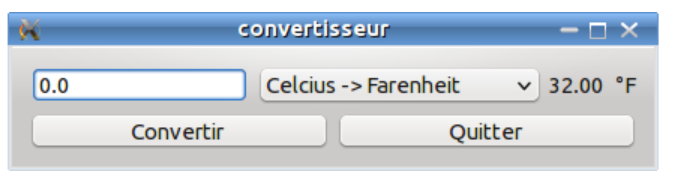 convertisseur
0.0 Celcius -> Farenheit 32.00 °F
Convertir Quitter